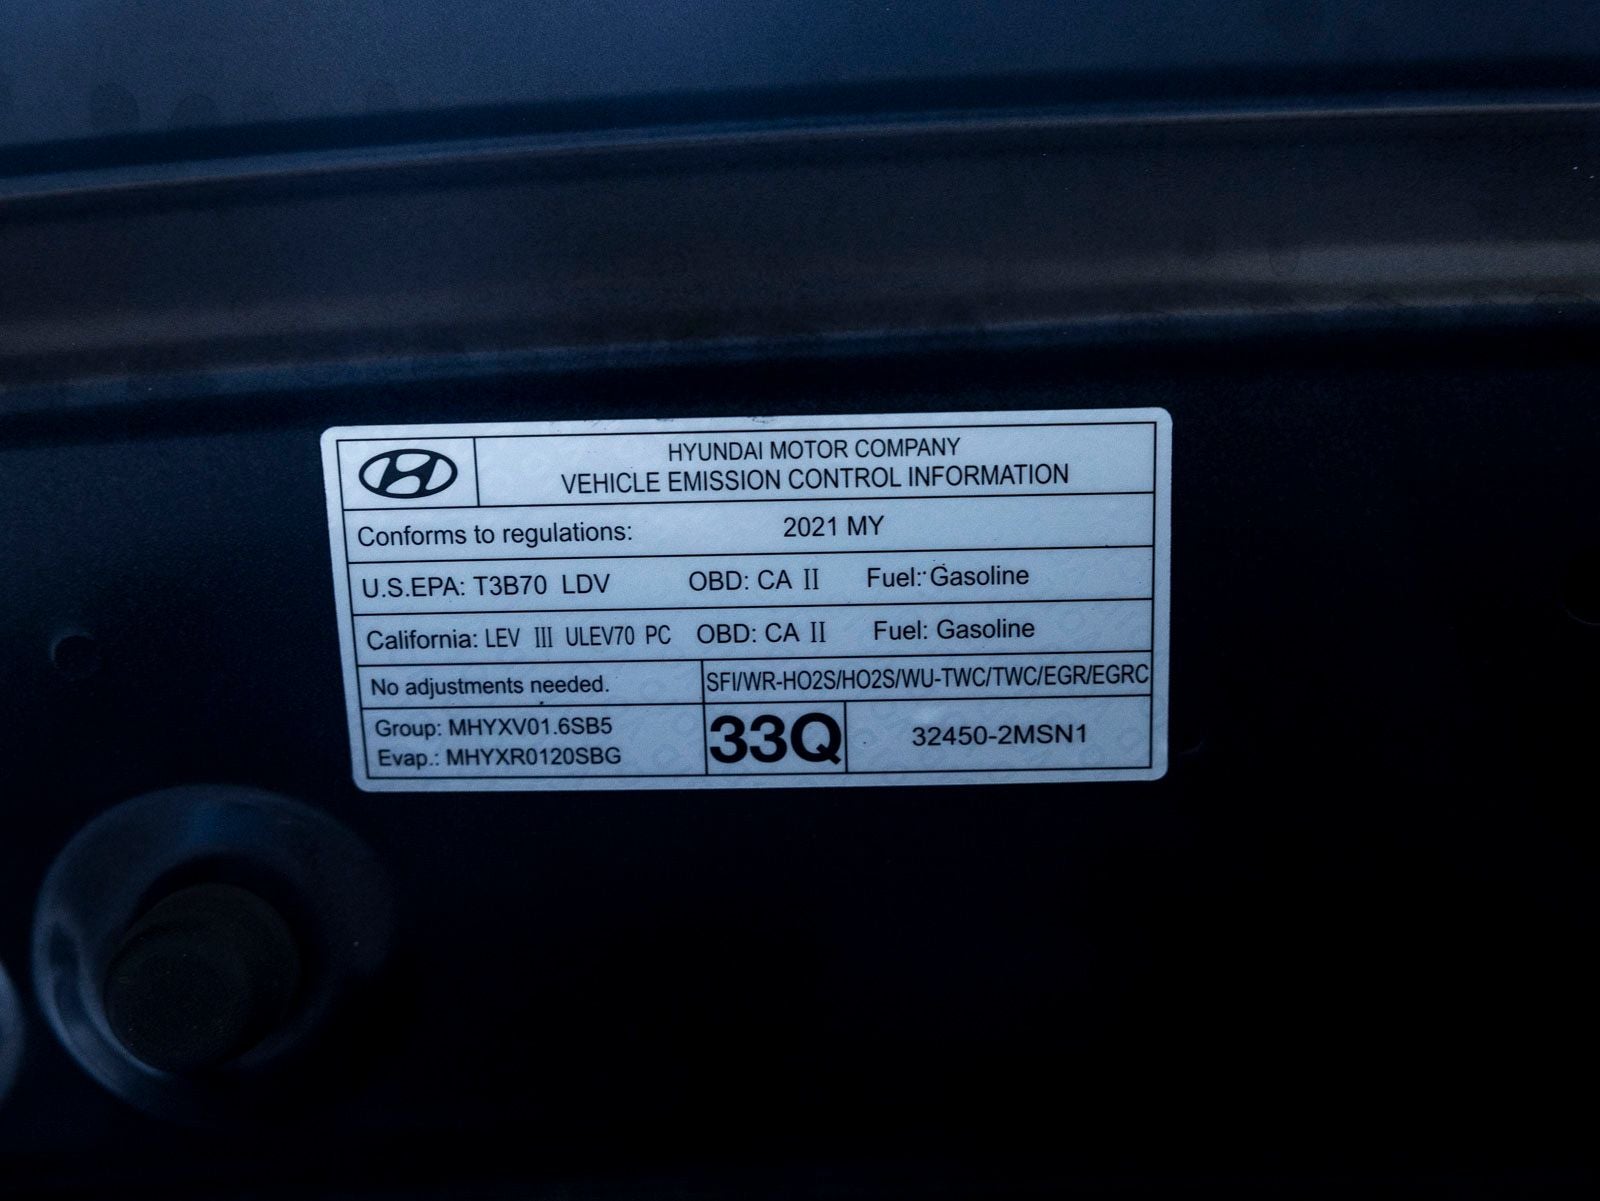 HYUNDAI MOTOR COMPANY
VEHICLE EMISSION CONTROL INFORMATION
Conforms to regulations: 2021 MY
U.S.EPA: T3B70 LDV OBD: CA II Fuel: Gasoline
California: LEV III ULEV70 PC OBD: CA II Fuel: Gasoline
No adjustments needed. SFI/WR-HO2S/HO2S/WU-TWC/TWC/EGR/EGRC
Group: MHYXV01.6SB5
Evap.: MHYXR0120SBG
33Q
32450-2MSN1